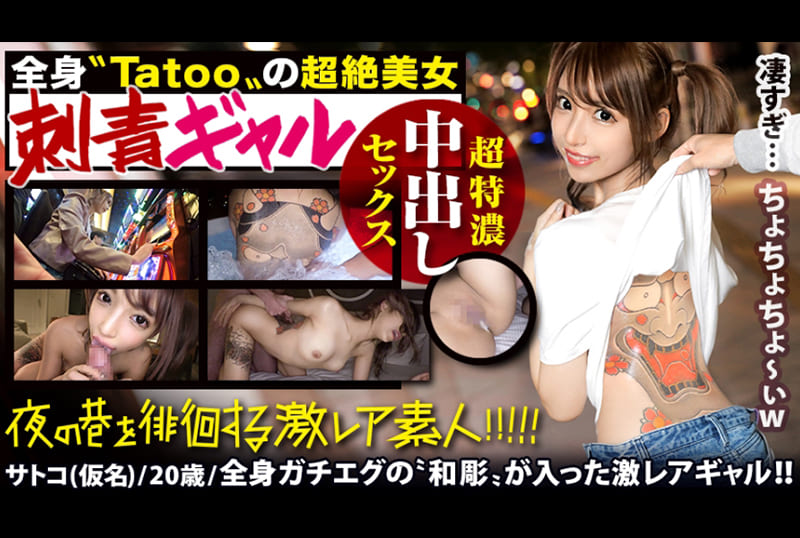 全身〝Tatoo〟の超絶美女
刺青ギャル
超特濃
中出し
セックス
凄すぎ…
ちょちょちょ〜いw
夜の巷を徘徊する激レア素人!!!!!
サトコ(仮名)/20歳/全身ガチエグの〝和彫〟が入った激レアギャル!!